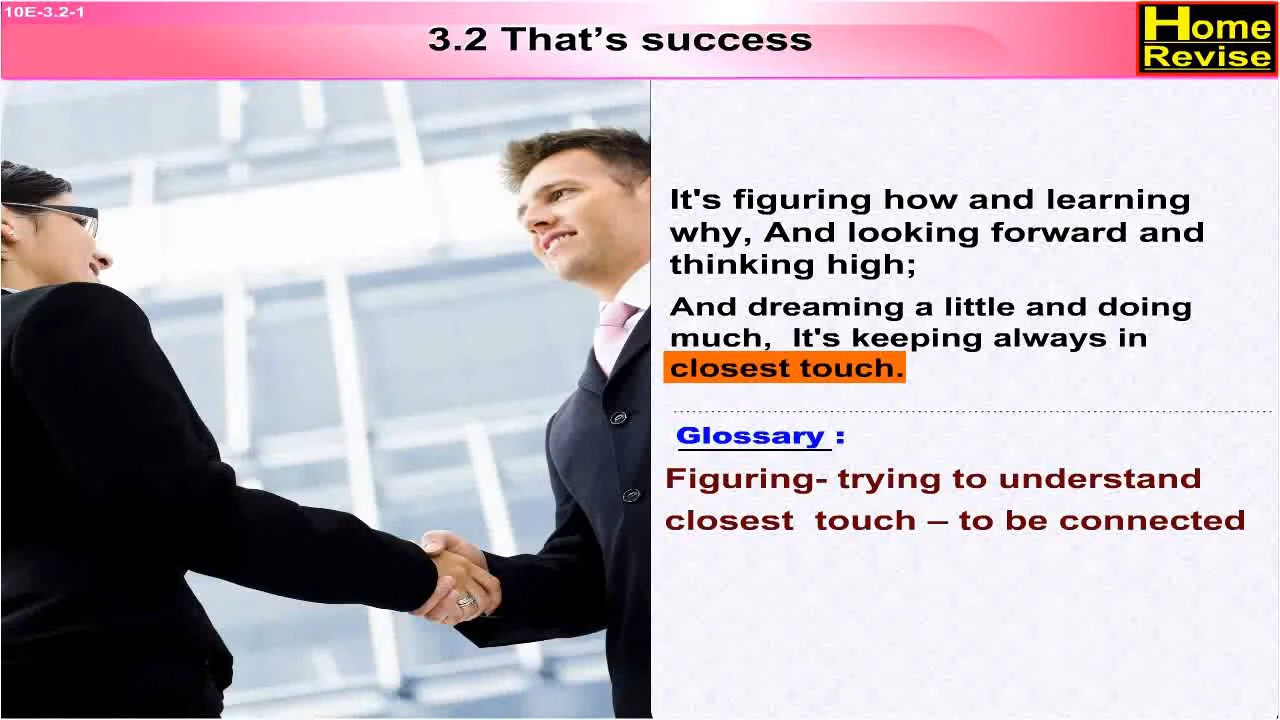 10E-3.2-1
3.2 That’s success
Home
Revise
It's figuring how and learning
why, And looking forward and
thinking high;
And dreaming a little and doing
much, It's keeping always in
closest touch.
Glossary :
Figuring- trying to understand
closest touch – to be connected